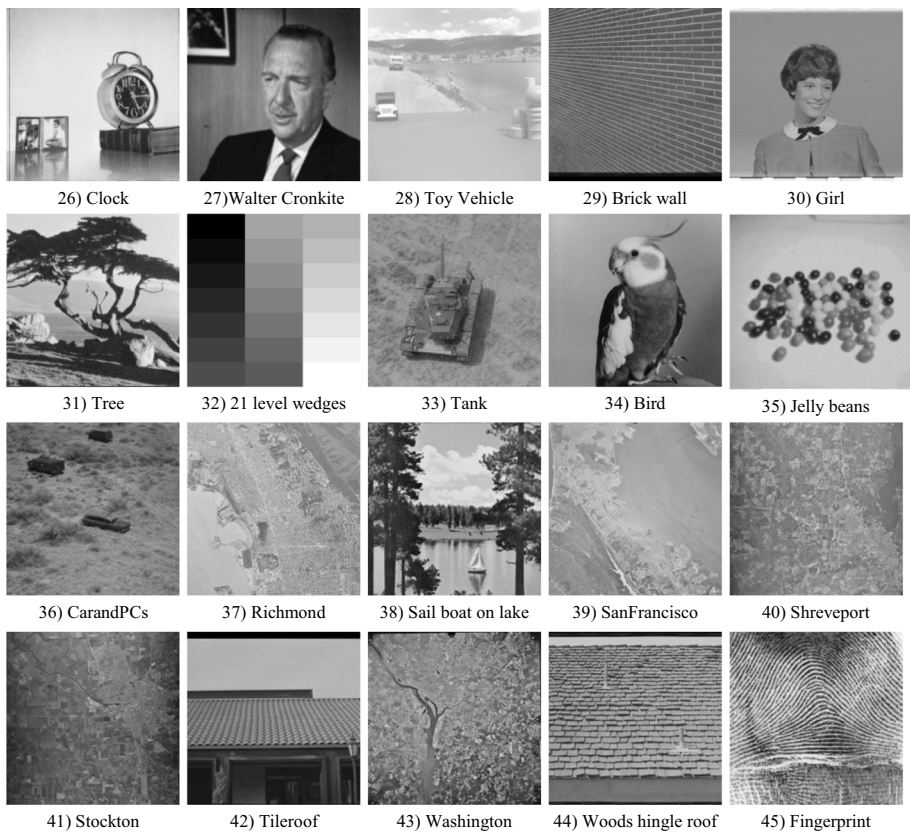 26) Clock
27)Walter Cronkite
28) Toy Vehicle
29) Brick wall
30) Girl
31) Tree
32) 21 level wedges
33) Tank
34) Bird
35) Jelly beans
36) CarandPCs
37) Richmond
38) Sail boat on lake
39) SanFrancisco
40) Shreveport
41) Stockton
42) Tileroof
43) Washington
44) Woods hingle roof
45) Fingerprint